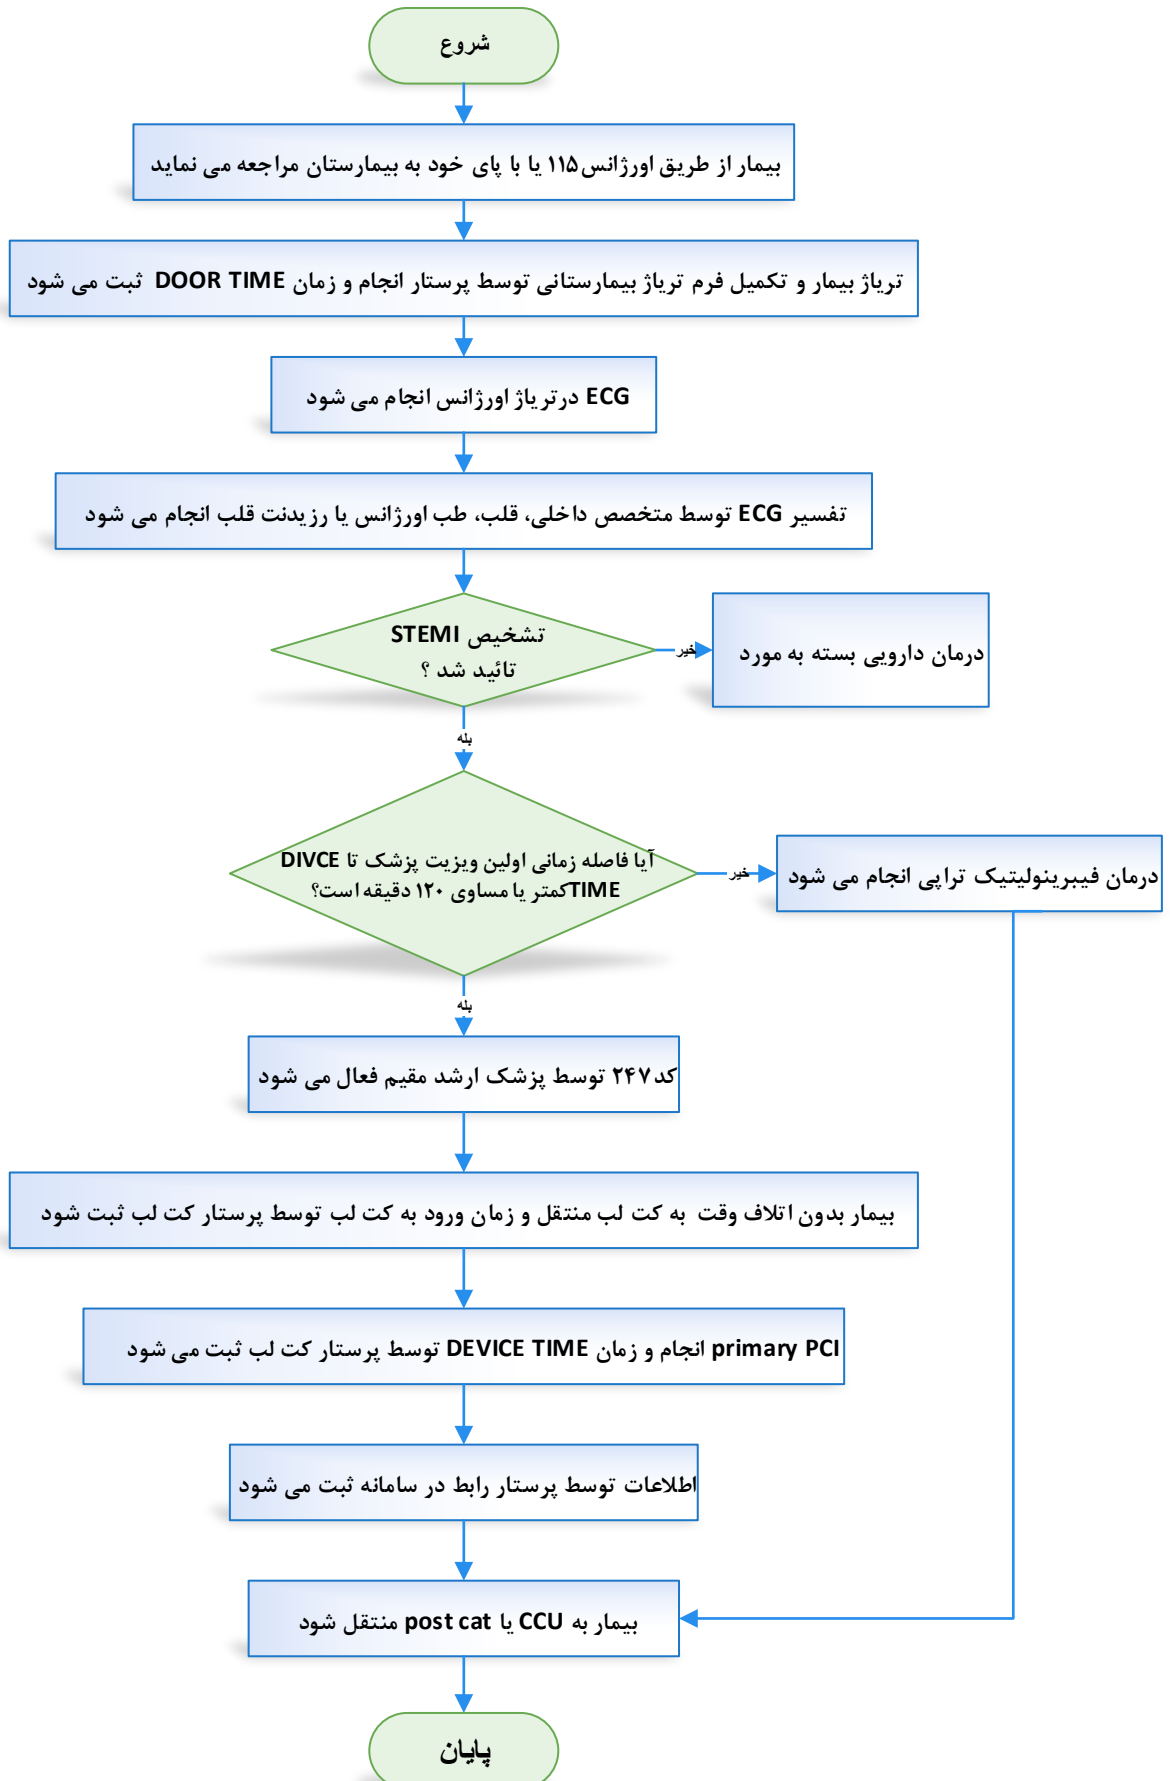 شروع
بیمار از طریق اورژانس۱۱۵ یا با پای خود به بیمارستان مراجعه می نماید
تریاژ بیمار و تکمیل فرم تریاژ بیمارستانی توسط پرستار انجام و زمان DOOR TIME ثبت می شود
ECG درتریاژ اورژانس انجام می شود
تفسیر ECG توسط متخصص داخلی، قلب، طب اورژانس یا رزیدنت قلب انجام می شود
تشخیص STEMI
تائید شد ؟
خیر
درمان دارویی بسته به مورد
بله
آیا فاصله زمانی اولین ویزیت پزشک تا DIVCE
TIMEکمتر یا مساوی ۱۲۰ دقیقه است؟
خیر
درمان فیبرینولیتیک تراپی انجام می شود
بله
کد۲۴۷ توسط پزشک ارشد مقیم فعال می شود
بیمار بدون اتلاف وقت به کت لب منتقل و زمان ورود به کت لب توسط پرستار کت لب ثبت شود
primary PCI انجام و زمان DEVICE TIME توسط پرستار کت لب ثبت می شود
اطلاعات توسط پرستار رابط در سامانه ثبت می شود
بیمار به CCU یا post cat منتقل شود
پایان